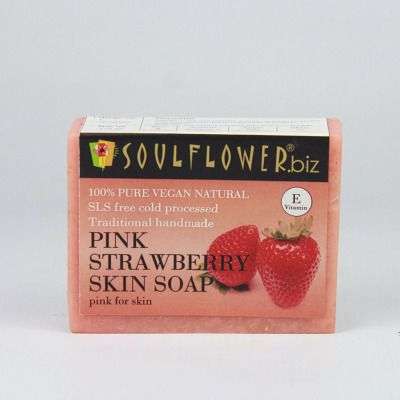 SOULFLOWER®.biz
100% PURE VEGAN NATURAL
SLS free cold processed
Traditional handmade
E
Vitamin
PINK
STRAWBERRY
SKIN SOAP
pink for skin